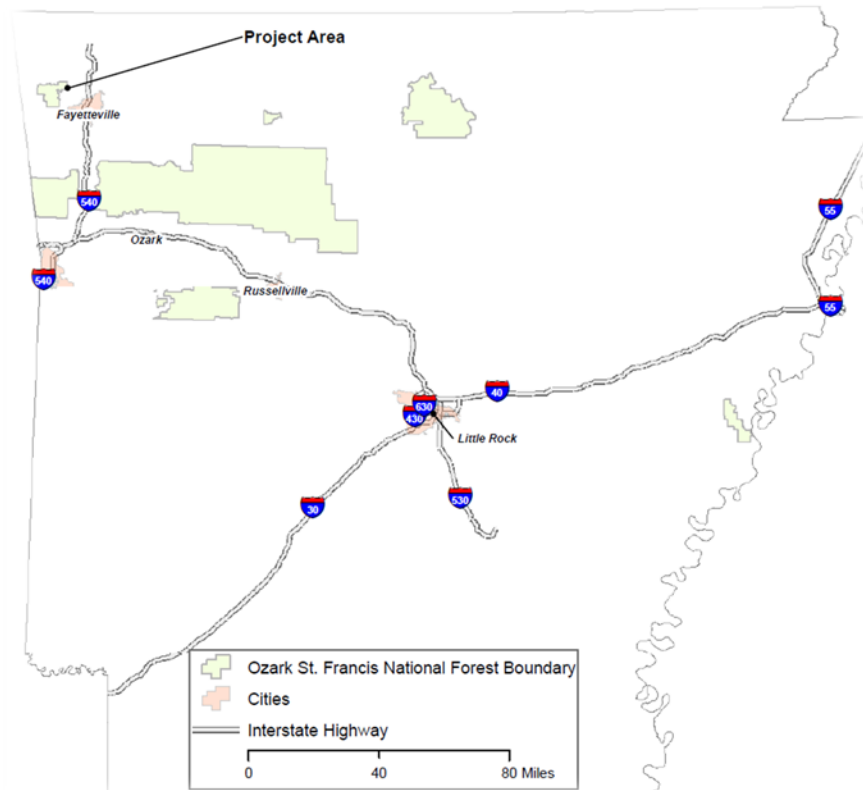 Project Area
Fayetteville
540
55
Ozark
540
Russellville
55
40
630
430
Little Rock
530
30
Ozark St. Francis National Forest Boundary
Cities
Interstate Highway
0 40 80 Miles